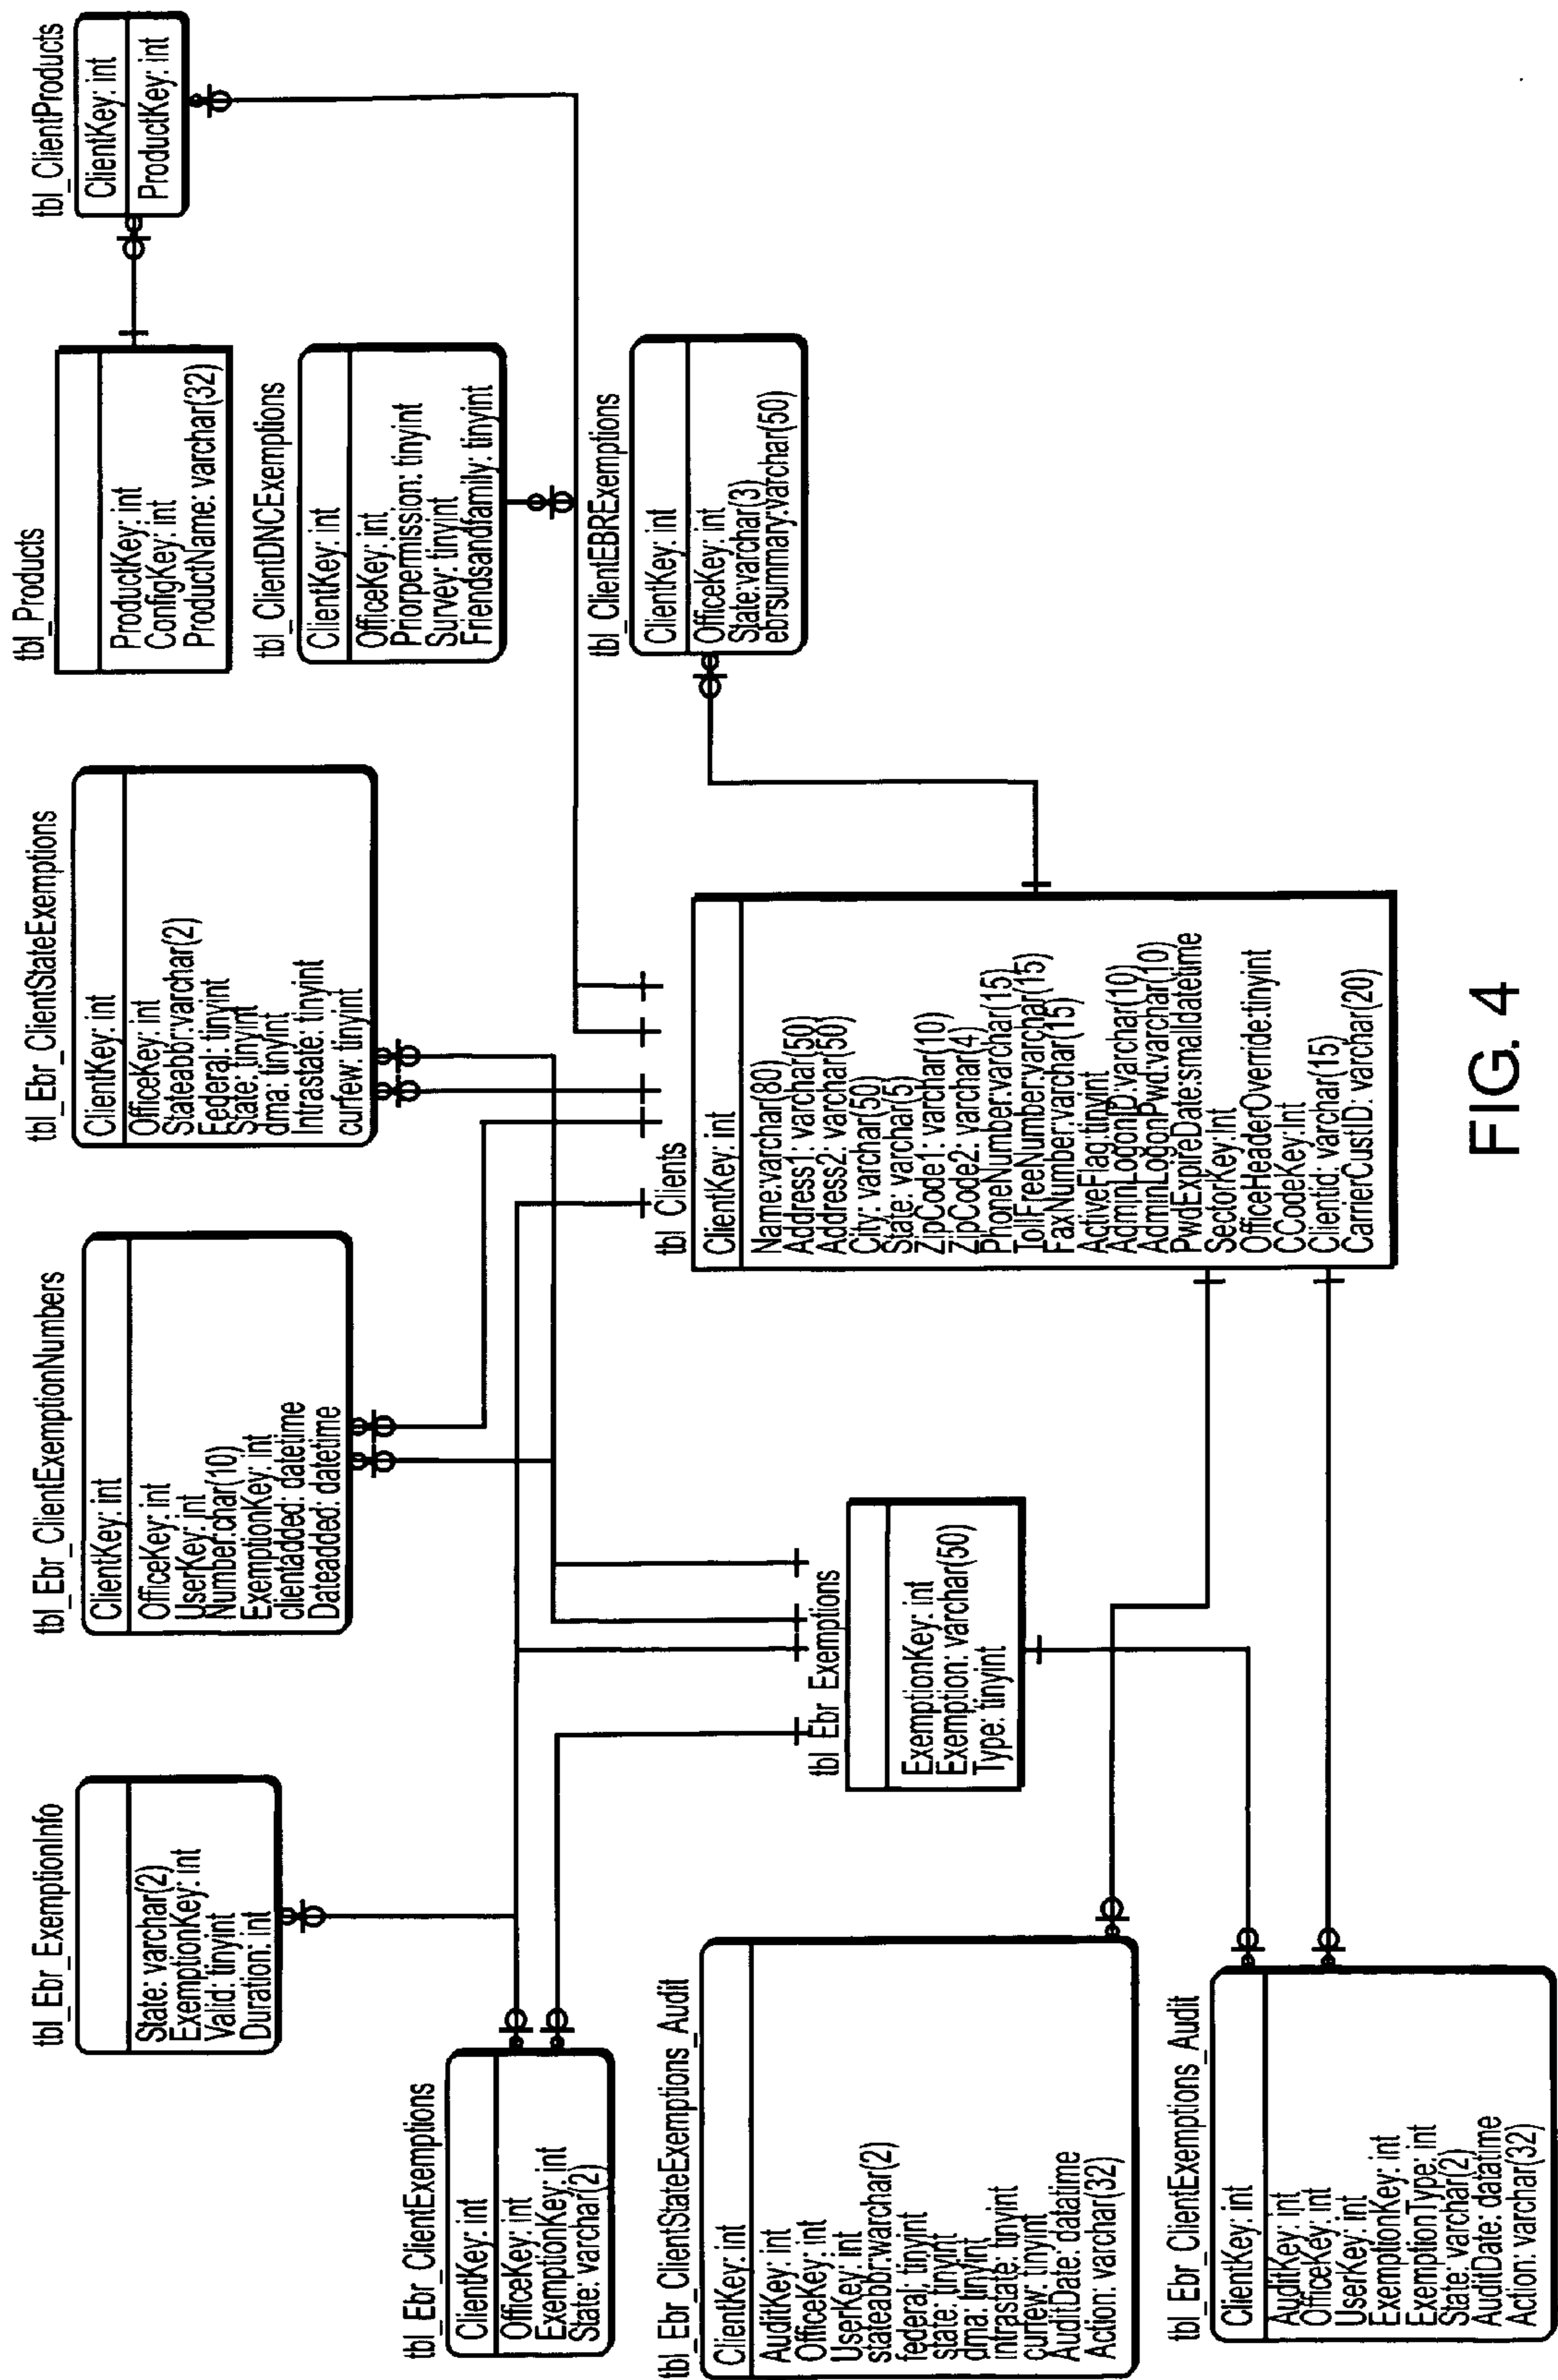 tbl_Ebr_ExemptionInfo
State: varchar(2)
ExemptionKey: int
Valid: tinyint
Duration: int
tbl_Ebr_ClientExemptionNumbers
ClientKey: int
OfficeKey: int
UserKey: int
Number:char(10)
ExemptionKey: int
clientadded: datetime
Dateadded: datetime
tbl_Ebr_ClientStateExemptions
ClientKey: int
OfficeKey: int
Stateabbr:varchar(2)
Federal: tinyint
State: tinyint
dma: tinyint
Intrastate: tinyint
curfew: tinyint
tbl_Products
ProductKey: int
ConfigKey: int
ProductName: varchar(32)
tbl_ClientProducts
ClientKey: int
ProductKey: int
tbl_ClientDNCExemptions
ClientKey: int
OfficeKey: int
Priorpermission: tinyint
Survey: tinyint
Friendsandfamily: tinyint
tbl_ClientEBRExemptions
ClientKey: int
OfficeKey: int
State:varchar(3)
ebrsummary:varchar(50)
tbl_Ebr_ClientExemptions
ClientKey: int
OfficeKey: int
ExemptionKey: int
State: varchar(2)
tbl_Ebr_Exemptions
ExemptionKey: int
Exemption: varchar(50)
Type: tinyint
tbl_Clients
ClientKey: int
Name:varchar(80)
Address1: varchar(50)
Address2: varchar(50)
City: varchar(50)
State: varchar(5)
ZipCode1: varchar(10)
ZipCode2: varchar(4)
PhoneNumber:varchar(15)
TollFreeNumber:varchar(15)
FaxNumber:varchar(15)
ActiveFlag:tinyint
AdminLogonID:varchar(10)
AdminLogonPwd:varchar(10)
PwdExpireDate:smalldatetime
SectorKey:Int
OfficeHeaderOverride:tinyint
CCodeKey:Int
Clientid: varchar(15)
CarrierCustID: varchar(20)
tbl_Ebr_ClientStateExemptions_Audit
ClientKey: int
AuditKey: int
OfficeKey: int
UserKey: int
stateabbr:warchar(2)
federal: tinyint
state: tinyint
dma: tinyint
intrastate: tinyint
curfew: tinyint
AuditDate: datatime
Action: varchar(32)
tbl_Ebr_ClientExemptions_Audit
ClientKey: int
AuditKey: int
OfficeKey: int
UserKey: int
ExemptionKey: int
ExemptionType: int
State: varchar(2)
AuditDate: datatime
Action: varchar(32)
FIG. 4